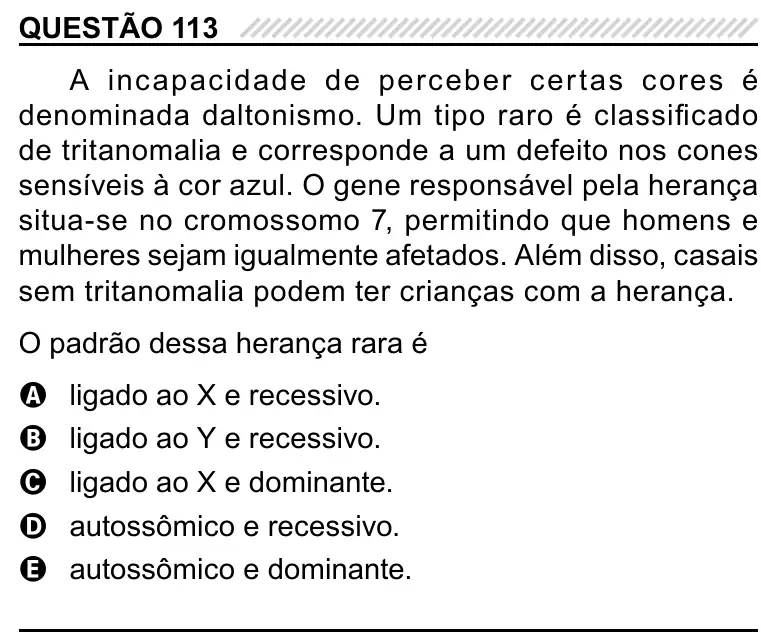 QUESTÃO 113
A incapacidade de perceber certas cores é
denominada daltonismo. Um tipo raro é classificado
de tritanomalia e corresponde a um defeito nos cones
sensíveis à cor azul. O gene responsável pela herança
situa-se no cromossomo 7, permitindo que homens e
mulheres sejam igualmente afetados. Além disso, casais
sem tritanomalia podem ter crianças com a herança.
O padrão dessa herança rara é
A ligado ao X e recessivo.
B ligado ao Y e recessivo.
C ligado ao X e dominante.
D autossômico e recessivo.
E autossômico e dominante.